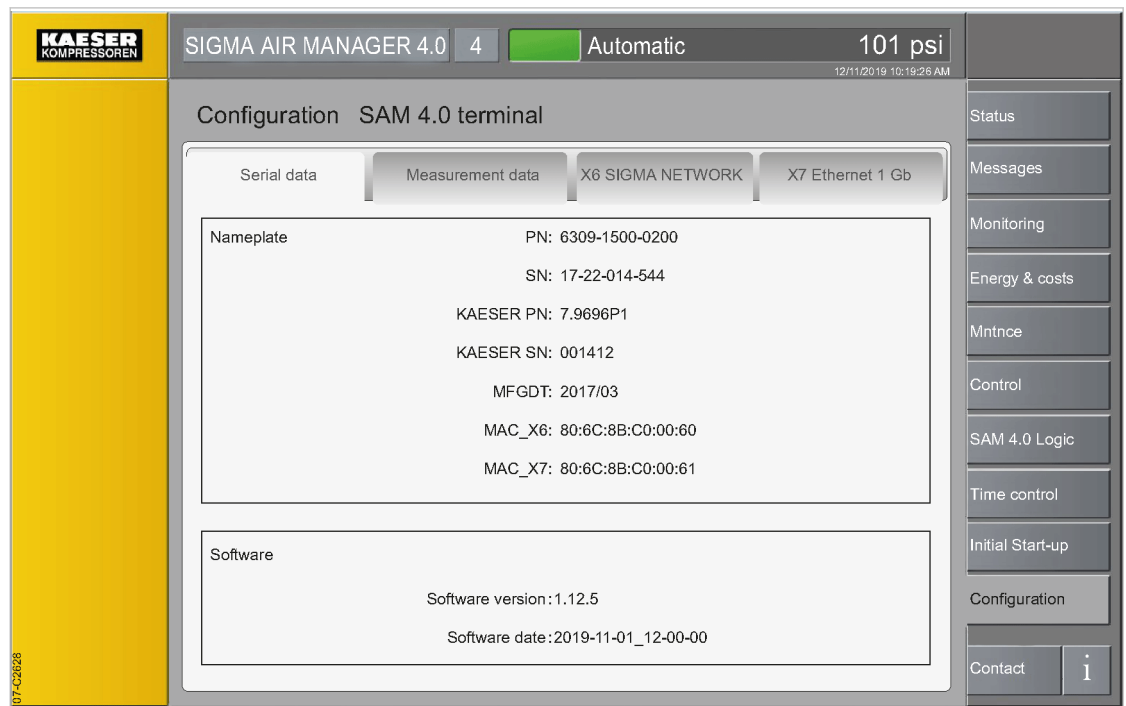 KAESER
KOMPRESSOREN
SIGMA AIR MANAGER 4.0 4 Automatic 101 psi
12/11/2019 10:19:26 AM
Configuration SAM 4.0 terminal
Serial data Measurement data X6 SIGMA NETWORK X7 Ethernet 1 Gb
Nameplate PN: 6309-1500-0200
SN: 17-22-014-544
KAESER PN: 7.9696P1
KAESER SN: 001412
MFGDT: 2017/03
MAC_X6: 80:6C:8B:C0:00:60
MAC_X7: 80:6C:8B:C0:00:61
Software
Software version:1.12.5
Software date:2019-11-01_12-00-00
Status
Messages
Monitoring
Energy & costs
Mntnce
Control
SAM 4.0 Logic
Time control
Initial Start-up
Configuration
Contact i
07-C2628